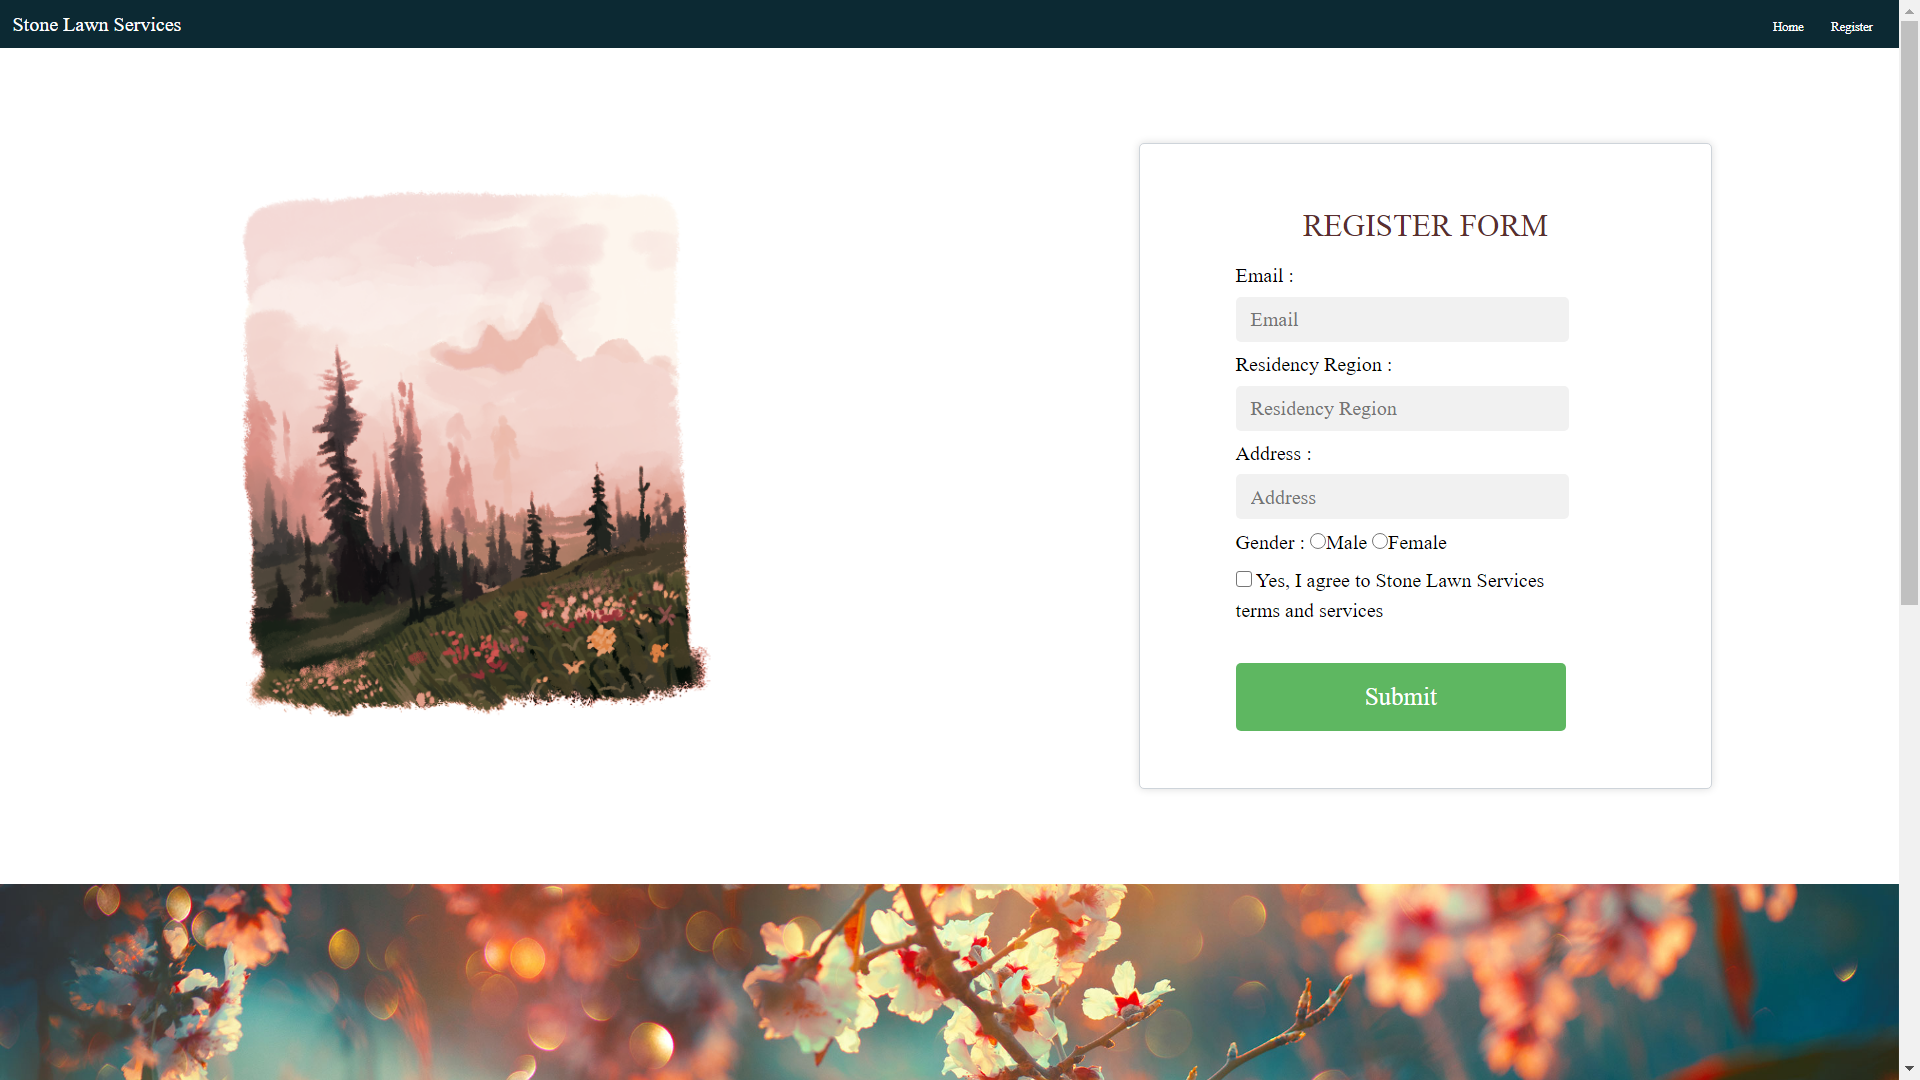 Stone Lawn Services
Home
Register
REGISTER FORM
Email :
Email
Residency Region :
Residency Region
Address :
Address
Gender : Male Female
Yes, I agree to Stone Lawn Services
terms and services
Submit